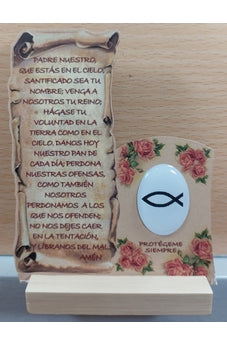 PADRE NUESTRO,
QUE ESTÁS EN EL CIELO,
SANTIFICADO SEA TU
NOMBRE; VENGA A
NOSOTROS TU REINO;
HÁGASE TU
VOLUNTAD EN LA
TIERRA COMO EN EL
CIELO. DANOS HOY
NUESTRO PAN DE
CADA DÍA; PERDONA
NUESTRAS OFENSAS,
COMO TAMBIÉN
NOSOTROS
PERDONAMOS A LOS
QUE NOS OFENDEN;
NO NOS DEJES CAER
EN LA TENTACIÓN,
Y LÍBRANOS DEL MAL.
AMÉN
PROTÉGEME
SIEMPRE